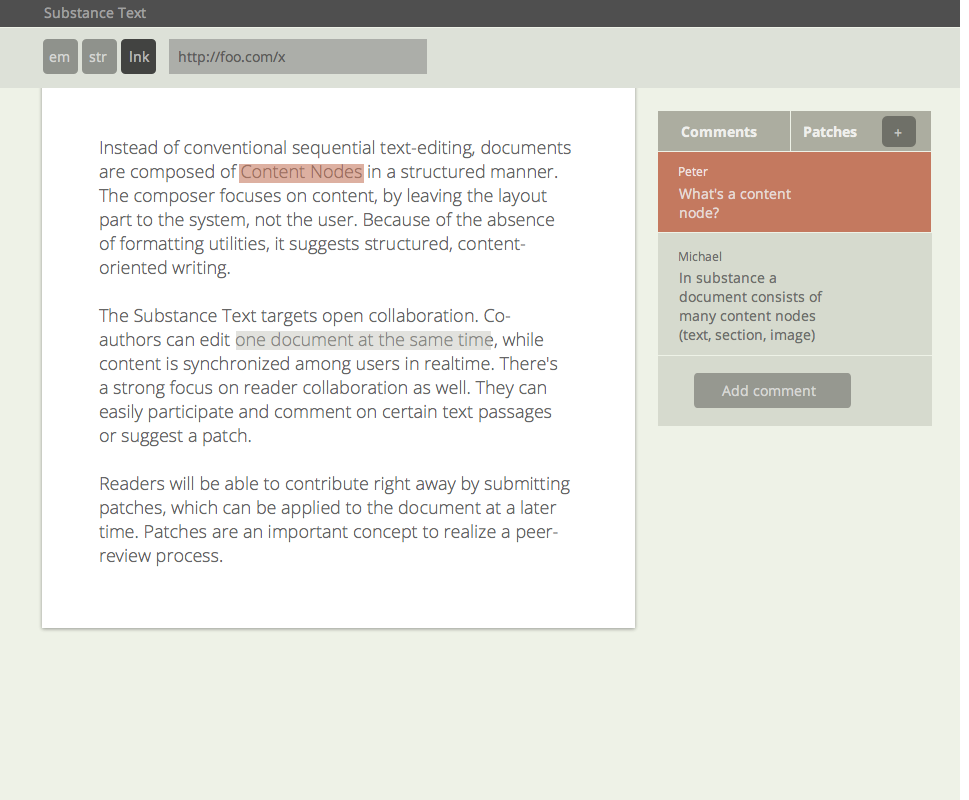 Substance Text
em str lnk http://foo.com/x
Instead of conventional sequential text-editing, documents
are composed of Content Nodes in a structured manner.
The composer focuses on content, by leaving the layout
part to the system, not the user. Because of the absence
of formatting utilities, it suggests structured, content-
oriented writing.
The Substance Text targets open collaboration. Co-
authors can edit one document at the same time, while
content is synchronized among users in realtime. There's
a strong focus on reader collaboration as well. They can
easily participate and comment on certain text passages
or suggest a patch.
Readers will be able to contribute right away by submitting
patches, which can be applied to the document at a later
time. Patches are an important concept to realize a peer-
review process.
Comments Patches +
Peter
What's a content
node?
Michael
In substance a
document consists of
many content nodes
(text, section, image)
Add comment